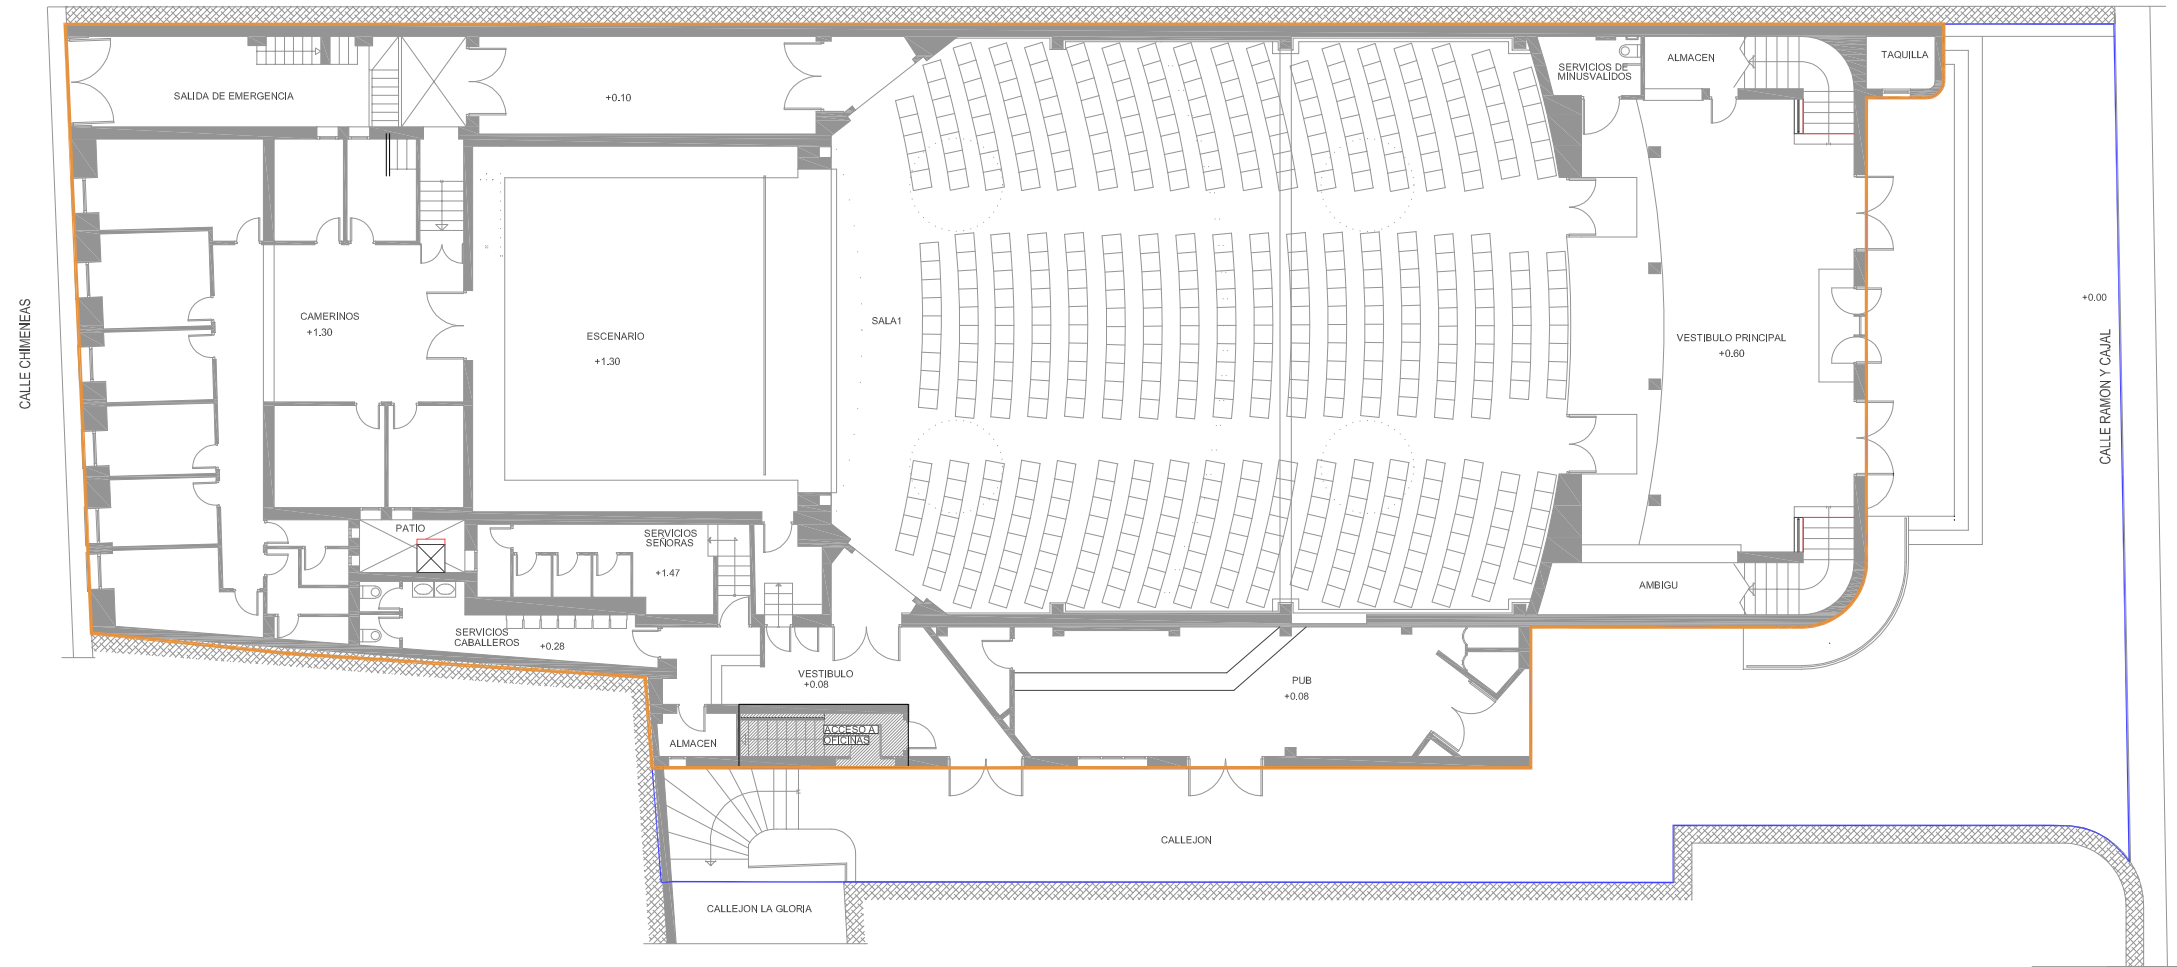 TAQUILLA
ALMACEN
SERVICIOS DE
MINUSVALIDOS
SALIDA DE EMERGENCIA
+0.10
+0.00
CALLE CHIMENEAS
CAMERINOS
+1.30
ESCENARIO
+1.30
SALA1
VESTIBULO PRINCIPAL
+0.60
CALLE RAMON Y CAJAL
PATIO
SERVICIOS
SEÑORAS
+1.47
AMBIGU
SERVICIOS
CABALLEROS
+0.28
VESTIBULO
+0.08
PUB
+0.08
ACCESO A
OFICINAS
ALMACEN
CALLEJON
CALLEJON LA GLORIA